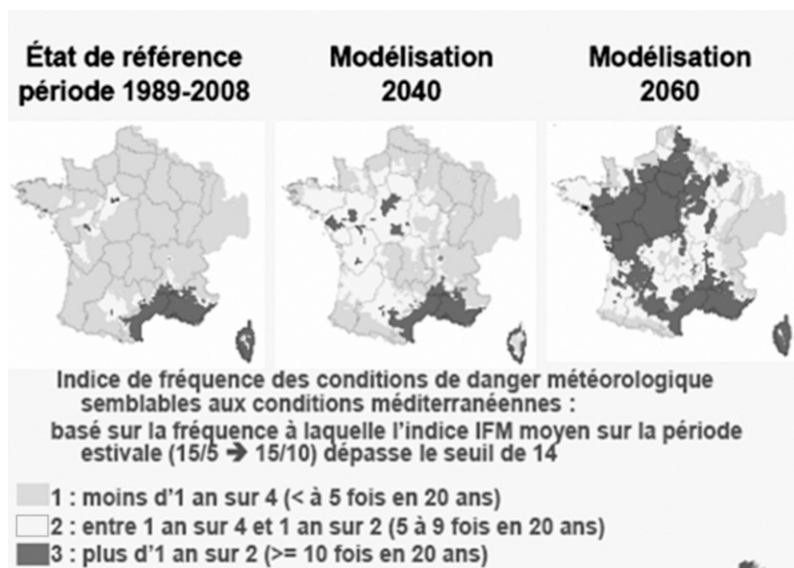 État de référence
période 1989-2008
Modélisation
2040
Modélisation
2060
Indice de fréquence des conditions de danger météorologique
semblables aux conditions méditerranéennes :
basé sur la fréquence à laquelle l'indice IFM moyen sur la période
estivale (15/5 ➔ 15/10) dépasse le seuil de 14
1 : moins d'1 an sur 4 (< à 5 fois en 20 ans)
2 : entre 1 an sur 4 et 1 an sur 2 (5 à 9 fois en 20 ans)
3 : plus d'1 an sur 2 (>= 10 fois en 20 ans)